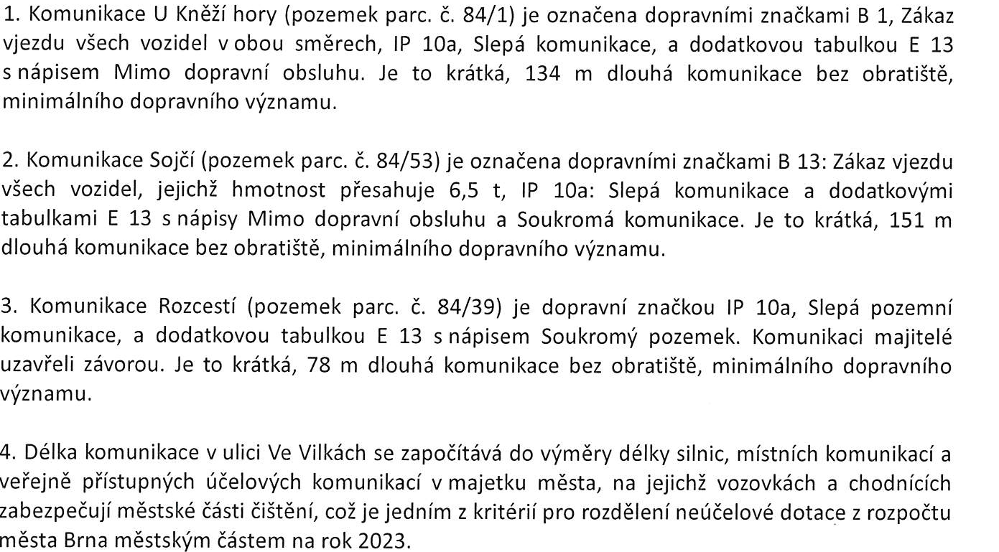 1. Komunikace U Kněží hory (pozemek parc. č. 84/1) je označena dopravními značkami B 1, Zákaz
vjezdu všech vozidel v obou směrech, IP 10a, Slepá komunikace, a dodatkovou tabulkou E 13
s nápisem Mimo dopravní obsluhu. Je to krátká, 134 m dlouhá komunikace bez obratiště,
minimálního dopravního významu.
2. Komunikace Sojčí (pozemek parc. č. 84/53) je označena dopravními značkami B 13: Zákaz vjezdu
všech vozidel, jejichž hmotnost přesahuje 6,5 t, IP 10a: Slepá komunikace a dodatkovými
tabulkami E 13 s nápisy Mimo dopravní obsluhu a Soukromá komunikace. Je to krátká, 151 m
dlouhá komunikace bez obratiště, minimálního dopravního významu.
3. Komunikace Rozcestí (pozemek parc. č. 84/39) je dopravní značkou IP 10a, Slepá pozemní
komunikace, a dodatkovou tabulkou E 13 s nápisem Soukromý pozemek. Komunikaci majitelé
uzavřeli závorou. Je to krátká, 78 m dlouhá komunikace bez obratiště, minimálního dopravního
významu.
4. Délka komunikace v ulici Ve Vilkách se započítává do výměry délky silnic, místních komunikací a
veřejně přístupných účelových komunikací v majetku města, na jejichž vozovkách a chodnících
zabezpečují městské části čištění, což je jedním z kritérií pro rozdělení neúčelové dotace z rozpočtu
města Brna městským částem na rok 2023.